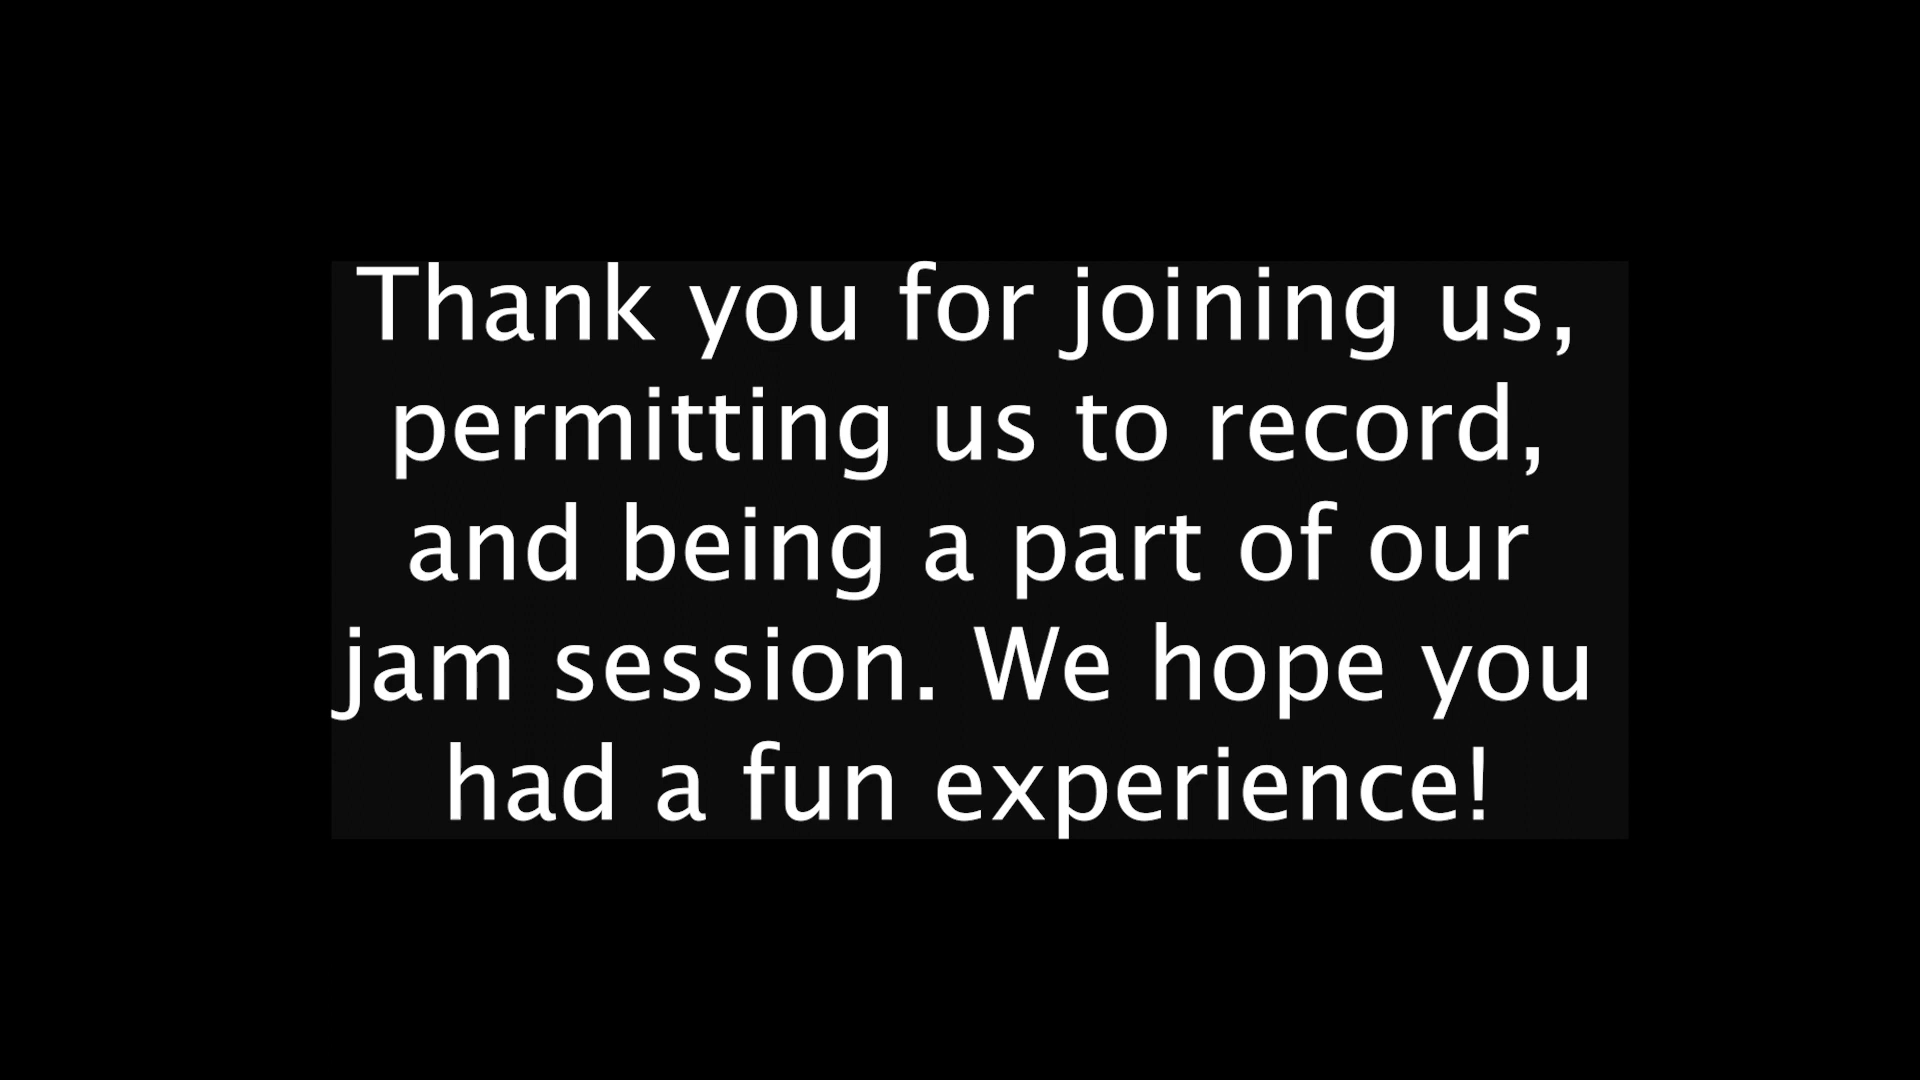 Thank you for joining us,
permitting us to record,
and being a part of our
jam session. We hope you
had a fun experience!